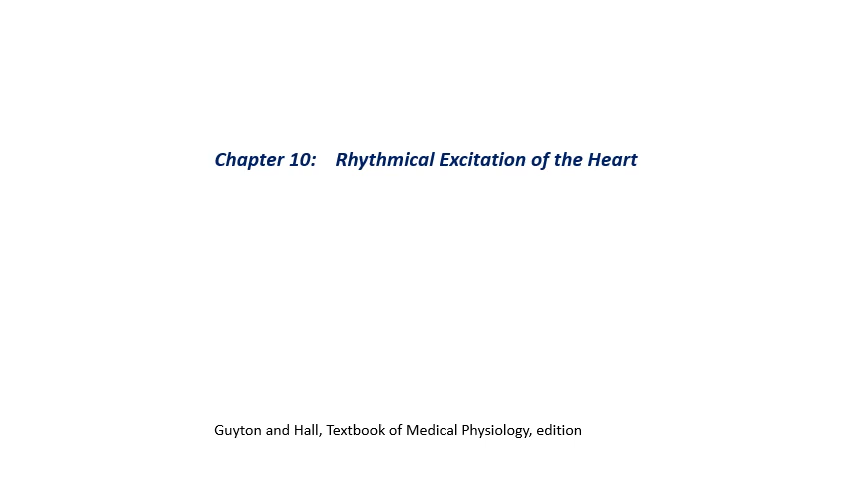 Chapter 10: Rhythmical Excitation of the Heart
Guyton and Hall, Textbook of Medical Physiology, edition